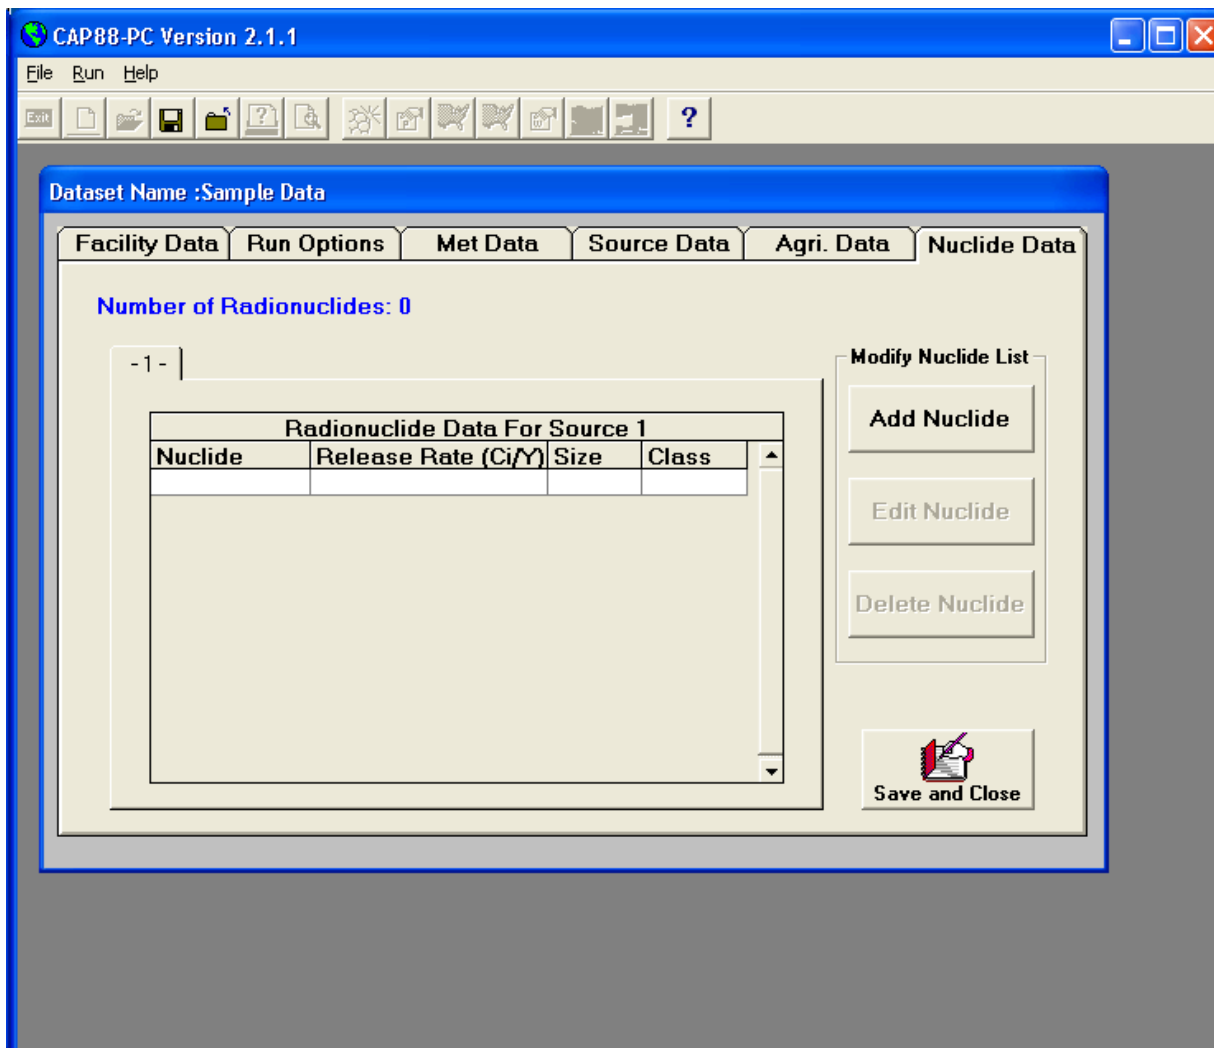 CAP88-PC Version 2.1.1
File Run Help
Exit ?
Dataset Name :Sample Data
Facility Data Run Options Met Data Source Data Agri. Data Nuclide Data
Number of Radionuclides: 0
- 1 -
Modify Nuclide List
Add Nuclide
Radionuclide Data For Source 1
Nuclide Release Rate (Ci/Y) Size Class
Edit Nuclide
Delete Nuclide
Save and Close